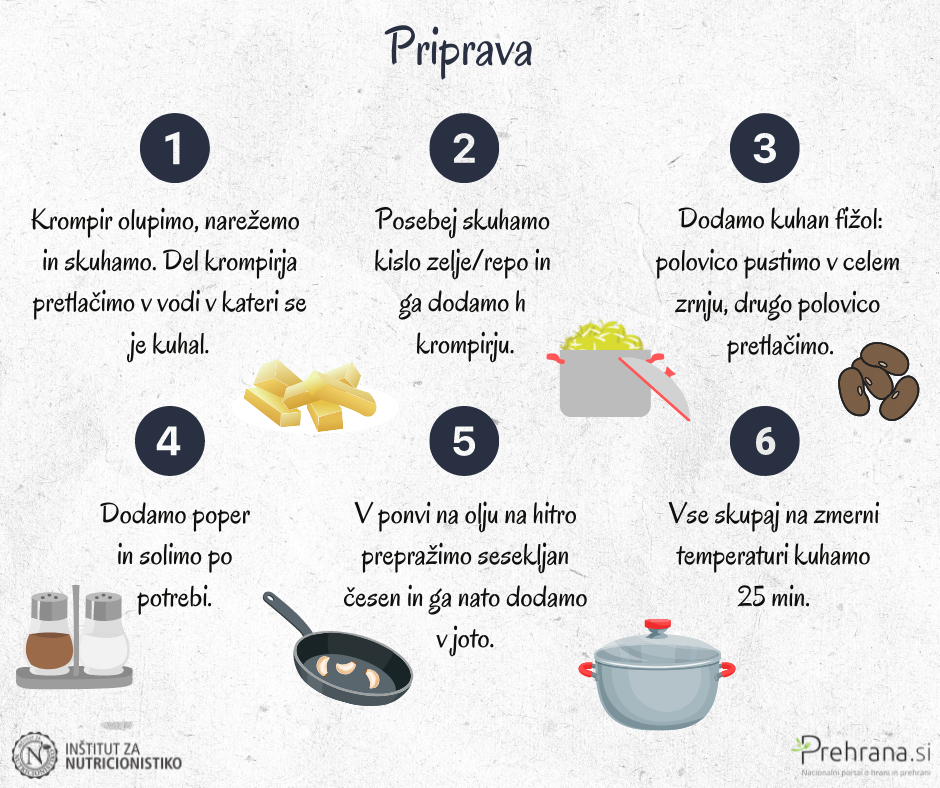 Priprava
1
Krompir olupimo, narežemo
in skuhamo. Del krompirja
pretlačimo v vodi v kateri se
je kuhal.
2
Posebej skuhamo
kislo zelje/repo in
ga dodamo h
krompirju.
3
Dodamo kuhan fižol:
polovico pustimo v celem
zrnju, drugo polovico
pretlačimo.
4
Dodamo poper
in solimo po
potrebi.
5
V ponvi na olju na hitro
prepražimo sesekljan
česen in ga nato dodamo
v joto.
6
Vse skupaj na zmerni
temperaturi kuhamo
25 min.
N
INŠTITUT ZA
NUTRICIONISTIKO
Prehrana.si
Nacionalni portal o hrani in prehrani